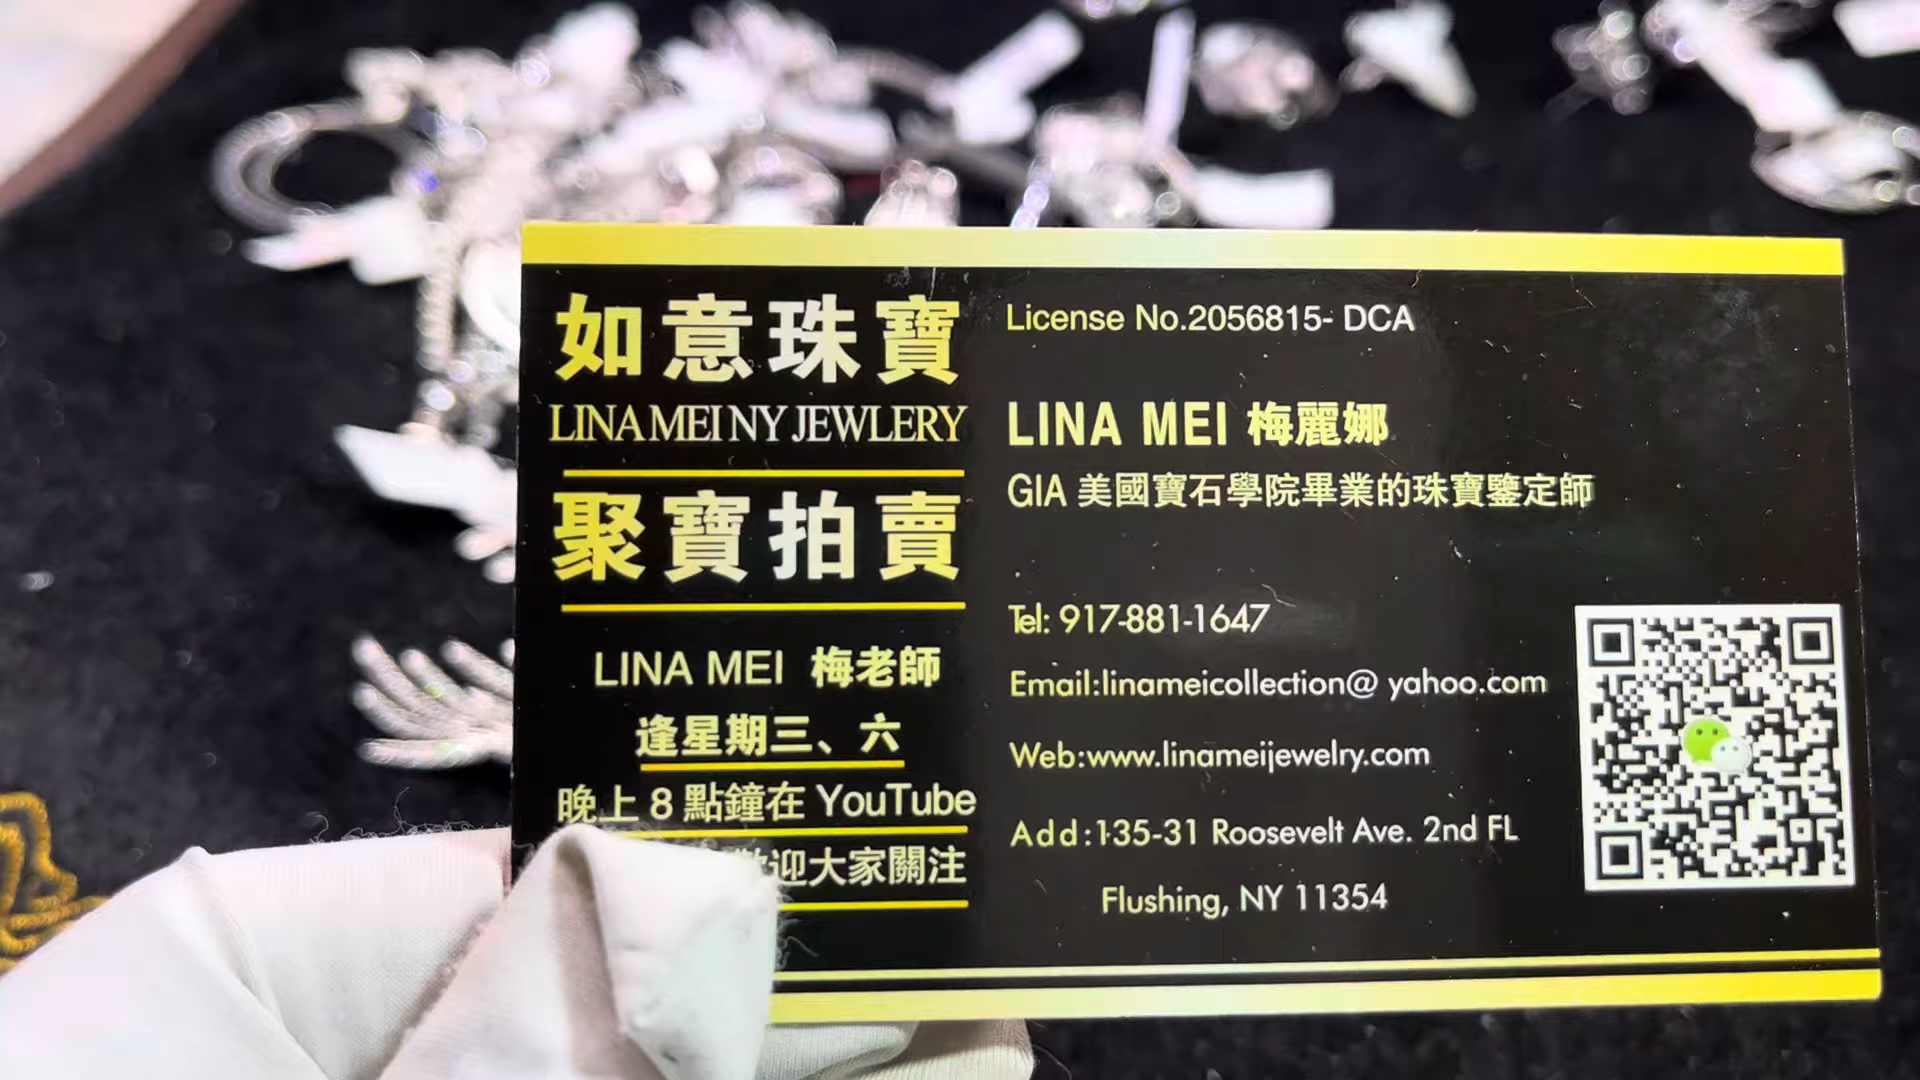 如意珠寶
LINA MEI NY JEWLERY
聚寶拍賣
LINA MEI 梅老師
逢星期三、六
晚上 8 點鐘在 YouTube
歡迎大家關注
License No.2056815- DCA
LINA MEI 梅麗娜
GIA 美國寶石學院畢業的珠寶鑒定師
Tel: 917-881-1647
Email:linameicollection@ yahoo.com
Web:www.linameijewelry.com
Add:135-31 Roosevelt Ave. 2nd FL
Flushing, NY 11354